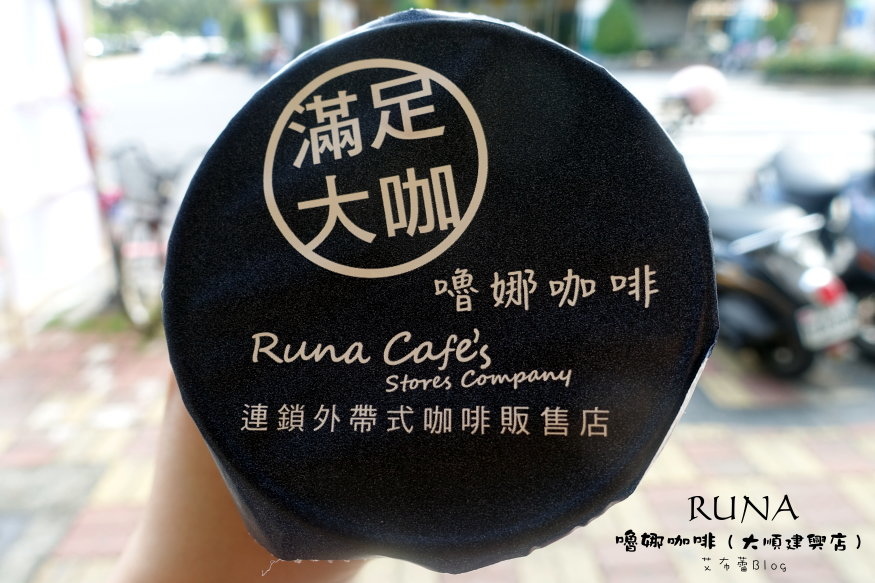 滿足
大咖
嚕娜咖啡
Runa Cafe's
Stores Company
連鎖外帶式咖啡販售店
RUNA
嚕娜咖啡（大順建興店）
艾布蕾Blog